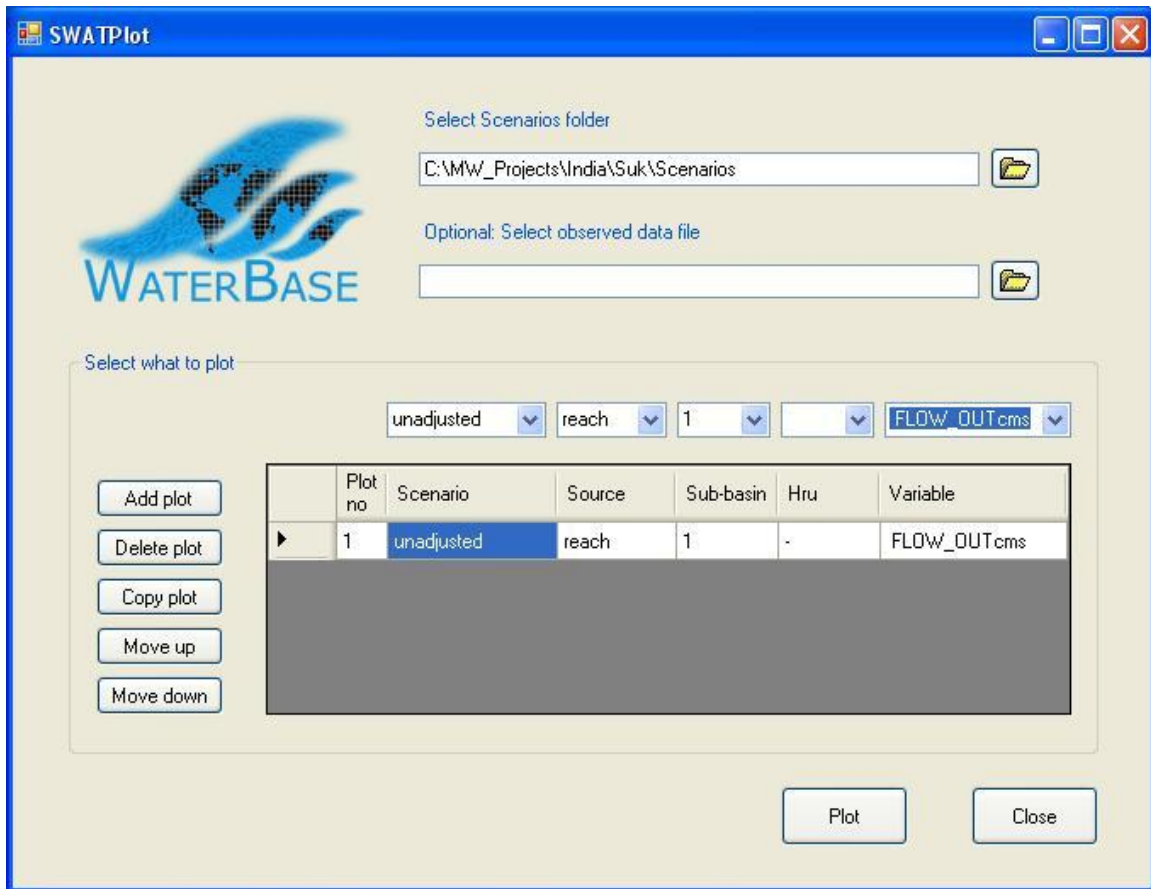 SWATPlot
Select Scenarios folder
C:\MW_Projects\India\Suk\Scenarios
Optional: Select observed data file
WATERBASE
Select what to plot
unadjusted reach 1 FLOW_OUTcms
Add plot
Delete plot
Copy plot
Move up
Move down
Plot no Scenario Source Sub-basin Hru Variable
1 unadjusted reach 1 - FLOW_OUTcms
Plot Close